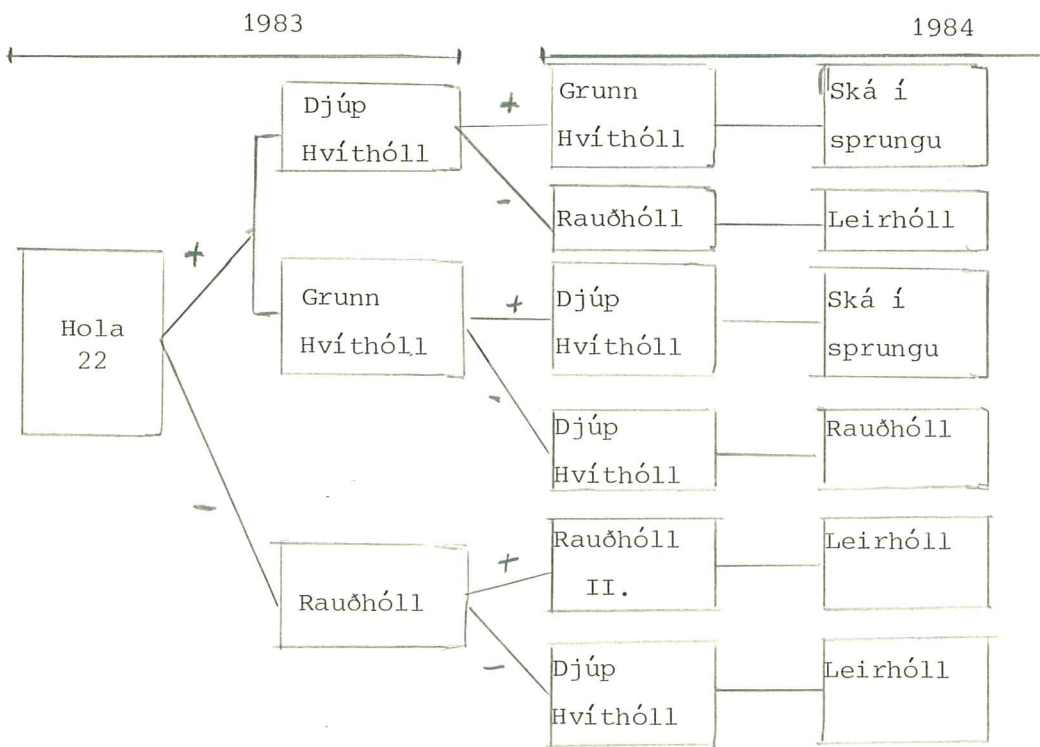 1983
1984
Djúp
Hvíthóll
+
Grunn
Hvíthóll
Ská í
sprungu
-
Rauðhóll
Leirhóll
+
Hola
22
Grunn
Hvíthóll
+
Djúp
Hvíthóll
Ská í
sprungu
-
Djúp
Hvíthóll
Rauðhóll
-
Rauðhóll
+
Rauðhóll
II.
Leirhóll
-
Djúp
Hvíthóll
Leirhóll